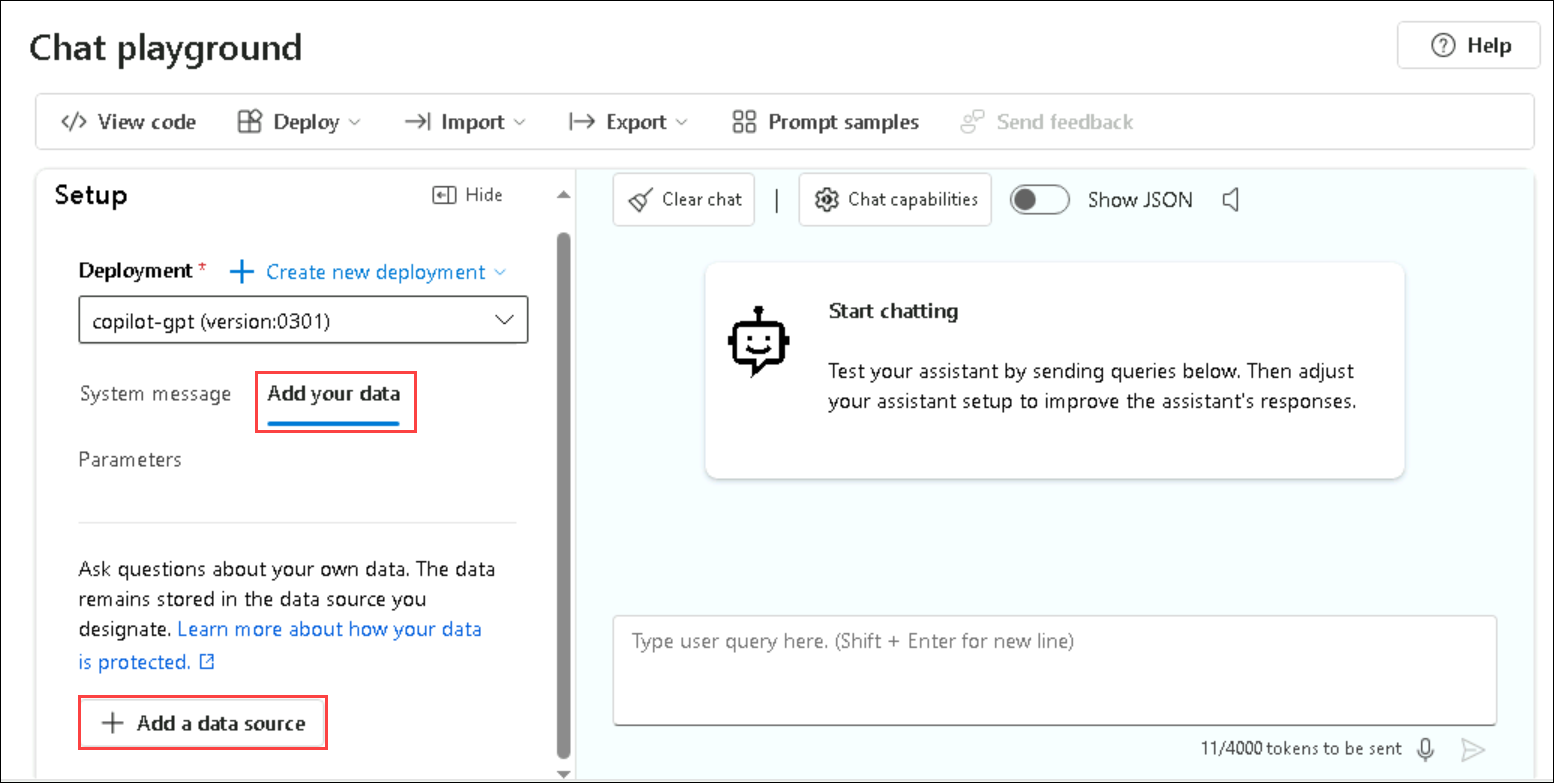 Chat playground
Help
View code
Deploy
Import
Export
Prompt samples
Send feedback
Setup
Hide
Deployment *
Create new deployment
copilot-gpt (version:0301)
System message
Add your data
Parameters
Ask questions about your own data. The data
remains stored in the data source you
designate. Learn more about how your data
is protected.
Add a data source
Clear chat
Chat capabilities
Show JSON
Start chatting
Test your assistant by sending queries below. Then adjust
your assistant setup to improve the assistant's responses.
Type user query here. (Shift + Enter for new line)
11/4000 tokens to be sent